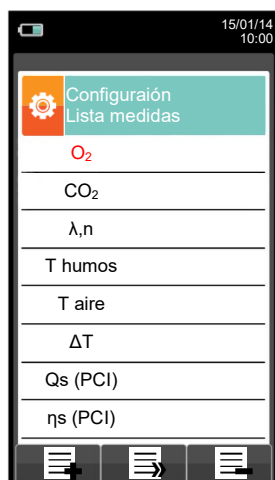 15/01/14
10:00
Configuraión
Lista medidas
O₂
CO₂
λ,n
T humos
T aire
ΔT
Qs (PCI)
ηs (PCI)